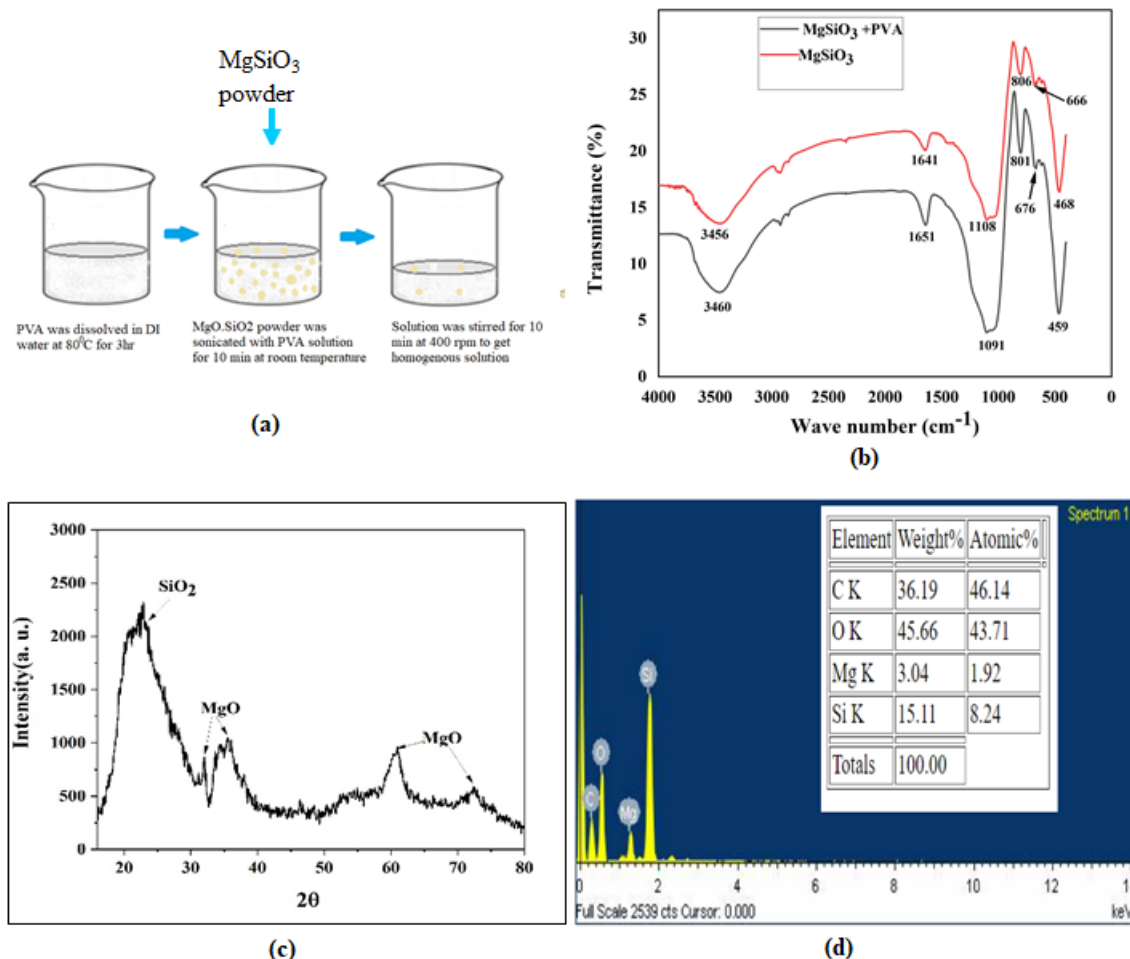 MgSiO₃
powder
PVA was dissolved in DI
water at 80⁰C for 3hr
MgO.SiO2 powder was
sonicated with PVA solution
for 10 min at room temperature
Solution was stirred for 10
min at 400 rpm to get
homogenous solution
(a)
MgSiO₃ +PVA
MgSiO₃
30
25
20
15
10
5
0
Transmittance (%)
806
666
801
676
1641
1651
3456
3460
1108
1091
468
459
4000 3500 3000 2500 2000 1500 1000 500 0
Wave number (cm⁻¹)
(b)
3000
2500
2000
1500
1000
500
0
Intensity(a. u.)
SiO₂
MgO
MgO
20 30 40 50 60 70 80
2θ
(c)
Spectrum 1
Element Weight% Atomic%
C K 36.19 46.14
O K 45.66 43.71
Mg K 3.04 1.92
Si K 15.11 8.24
Totals 100.00
Si
O
C
Mg
0 2 4 6 8 10 12
Full Scale 2539 cts Cursor: 0.000
(d)